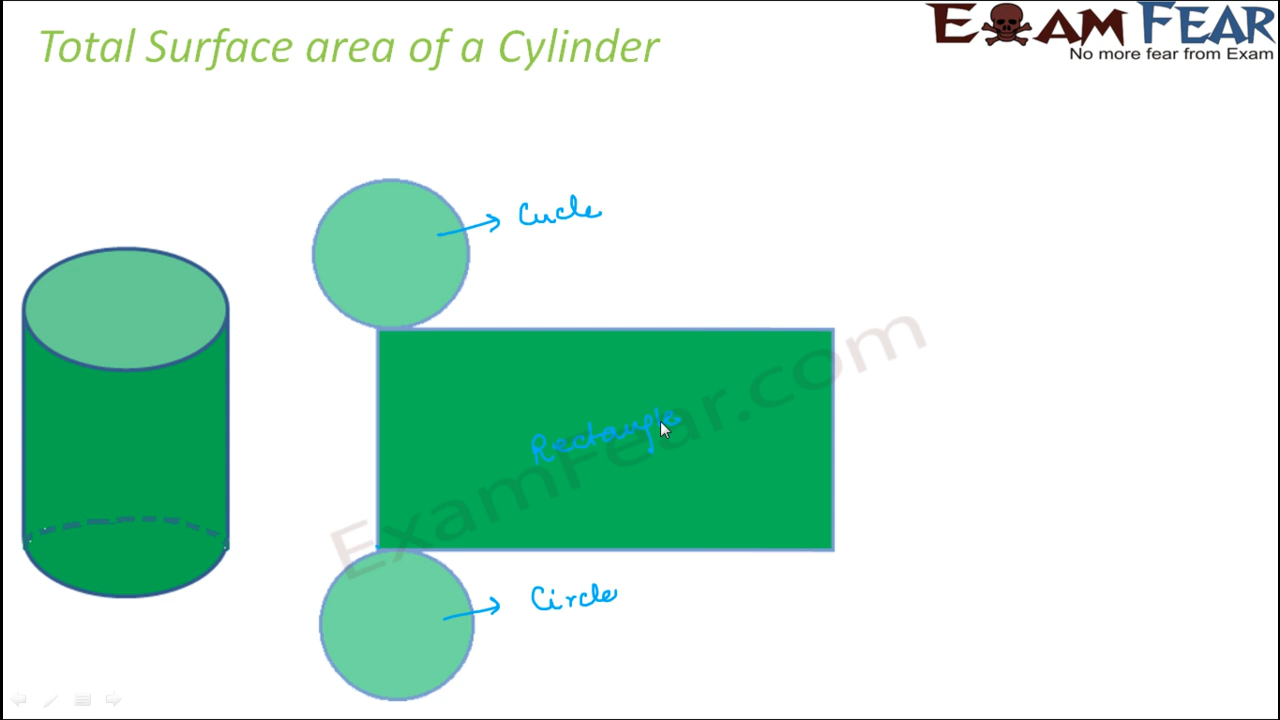 Total Surface area of a Cylinder
EXAM FEAR
No more fear from Exam
Circle
Rectangle
ExamFear.com
Circle